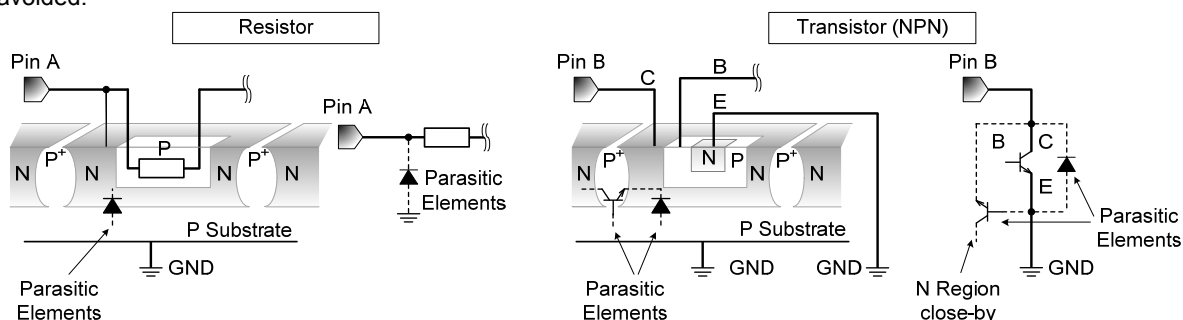 avoided.
Resistor
Transistor (NPN)
Pin A
Pin A
P
N
P+
N
N
P+
N
Parasitic
Elements
P Substrate
GND
Parasitic
Elements
Pin B
C
B
E
N
P+
N
N
P
N
P+
N
P Substrate
GND
GND
Parasitic
Elements
Pin B
B
C
E
Parasitic
Elements
GND
N Region
close-by